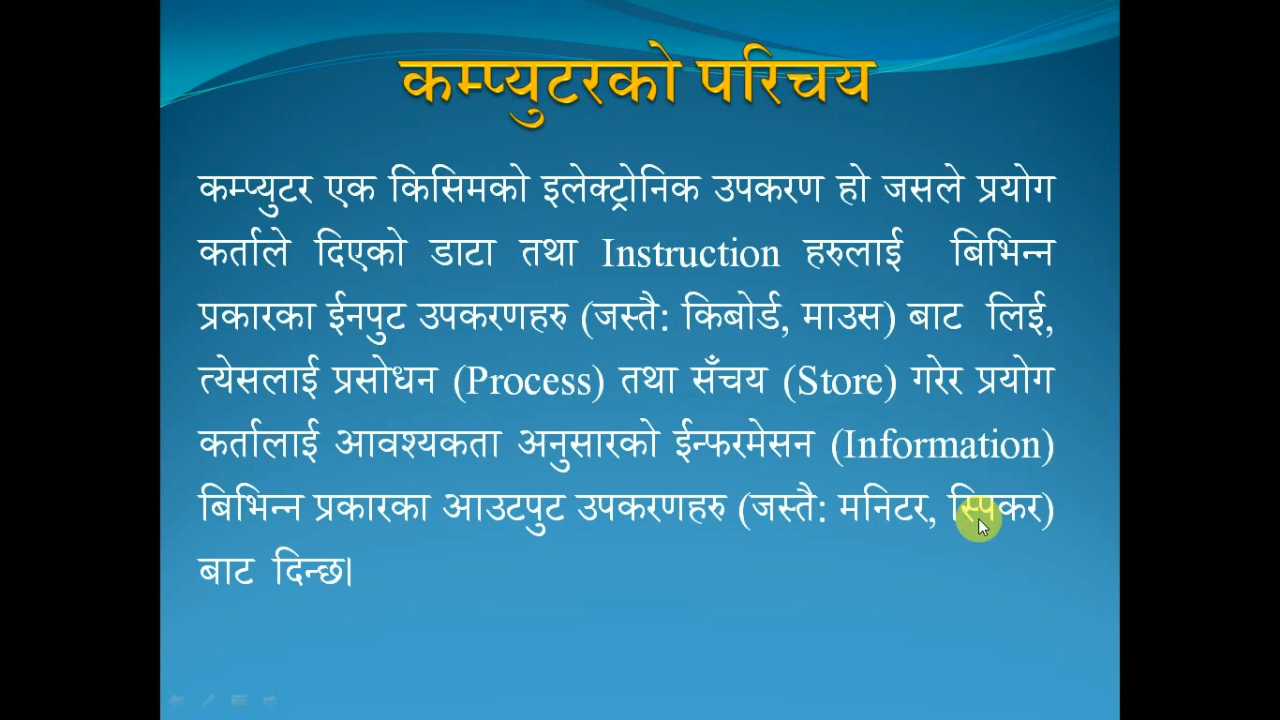 कम्प्युटरको परिचय
कम्प्युटर एक किसिमको इलेक्ट्रोनिक उपकरण हो जसले प्रयोग
कर्ताले दिएको डाटा तथा Instruction हरुलाई बिभिन्न
प्रकारका ईनपुट उपकरणहरु (जस्तै: किबोर्ड, माउस) बाट लिई,
त्येसलाई प्रसोधन (Process) तथा सँचय (Store) गरेर प्रयोग
कर्तालाई आवश्यकता अनुसारको ईन्फरमेसन (Information)
बिभिन्न प्रकारका आउटपुट उपकरणहरु (जस्तै: मनिटर, स्पिकर)
बाट दिन्छ।